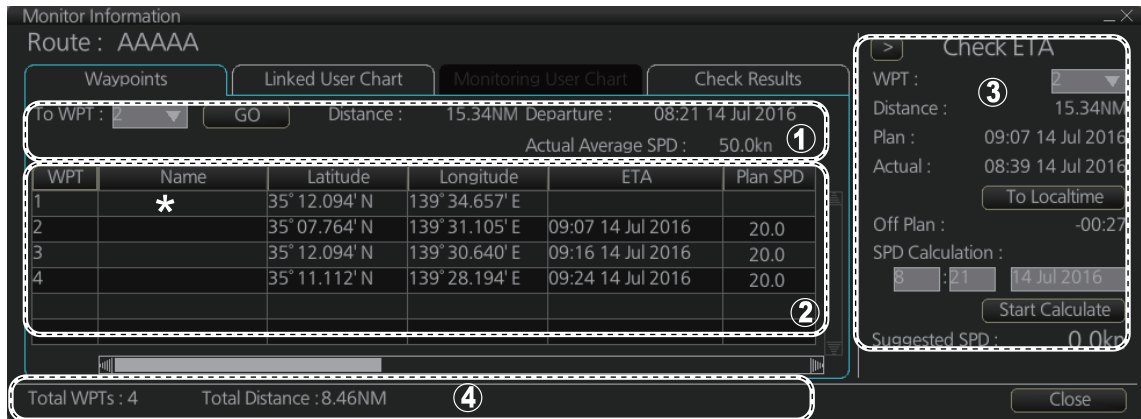 Monitor Information
Route : AAAAA
Waypoints Linked User Chart Monitoring User Chart Check Results
To WPT : 2 GO Distance : 15.34NM Departure : 08:21 14 Jul 2016
Actual Average SPD : 50.0kn 1
WPT Name Latitude Longitude ETA Plan SPD
1 * 35° 12.094' N 139° 34.657' E
2 35° 07.764' N 139° 31.105' E 09:07 14 Jul 2016 20.0
3 35° 12.094' N 139° 30.640' E 09:16 14 Jul 2016 20.0
4 35° 11.112' N 139° 28.194' E 09:24 14 Jul 2016 20.0
2
> Check ETA
WPT : 2
3
Distance : 15.34NM
Plan : 09:07 14 Jul 2016
Actual : 08:39 14 Jul 2016
To Localtime
Off Plan : -00:27
SPD Calculation :
8 :21 14 Jul 2016
Start Calculate
Suggested SPD : 0.0kn
Total WPTs : 4 Total Distance : 8.46NM 4
Close